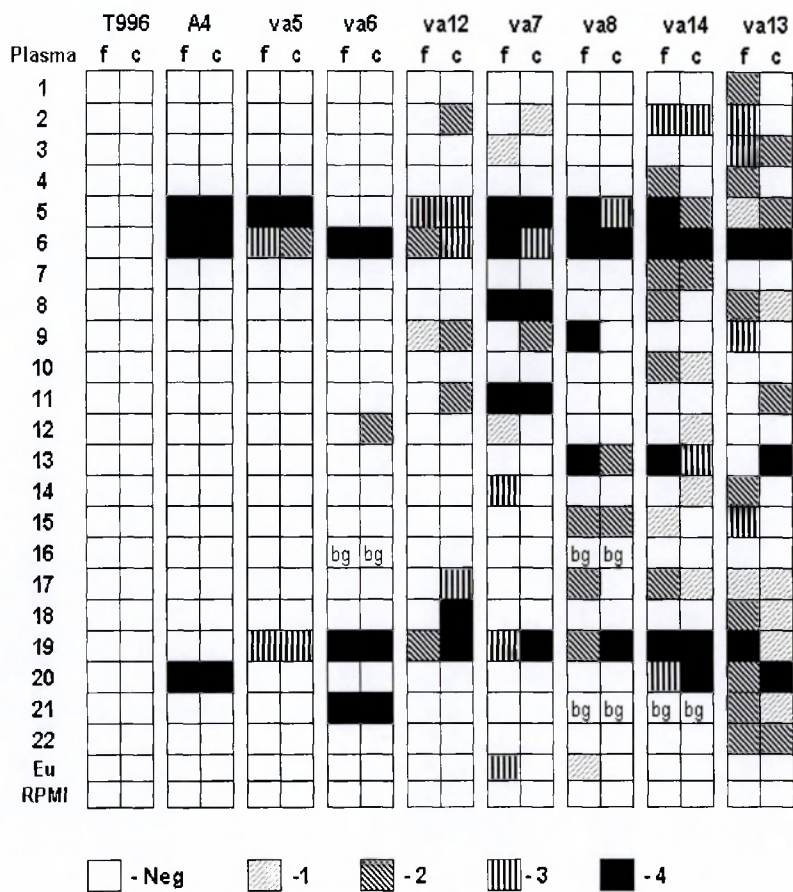 T996 A4 va5 va6 va12 va7 va8 va14 va13
Plasma f c f c f c f c f c f c f c f c f c
1
2
3
4
5
6
7
8
9
10
11
12
13
14
15
16 bg bg bg bg
17
18
19
20
21 bg bg bg bg
22
Eu
RPMI
- Neg -1 - 2 - 3 - 4